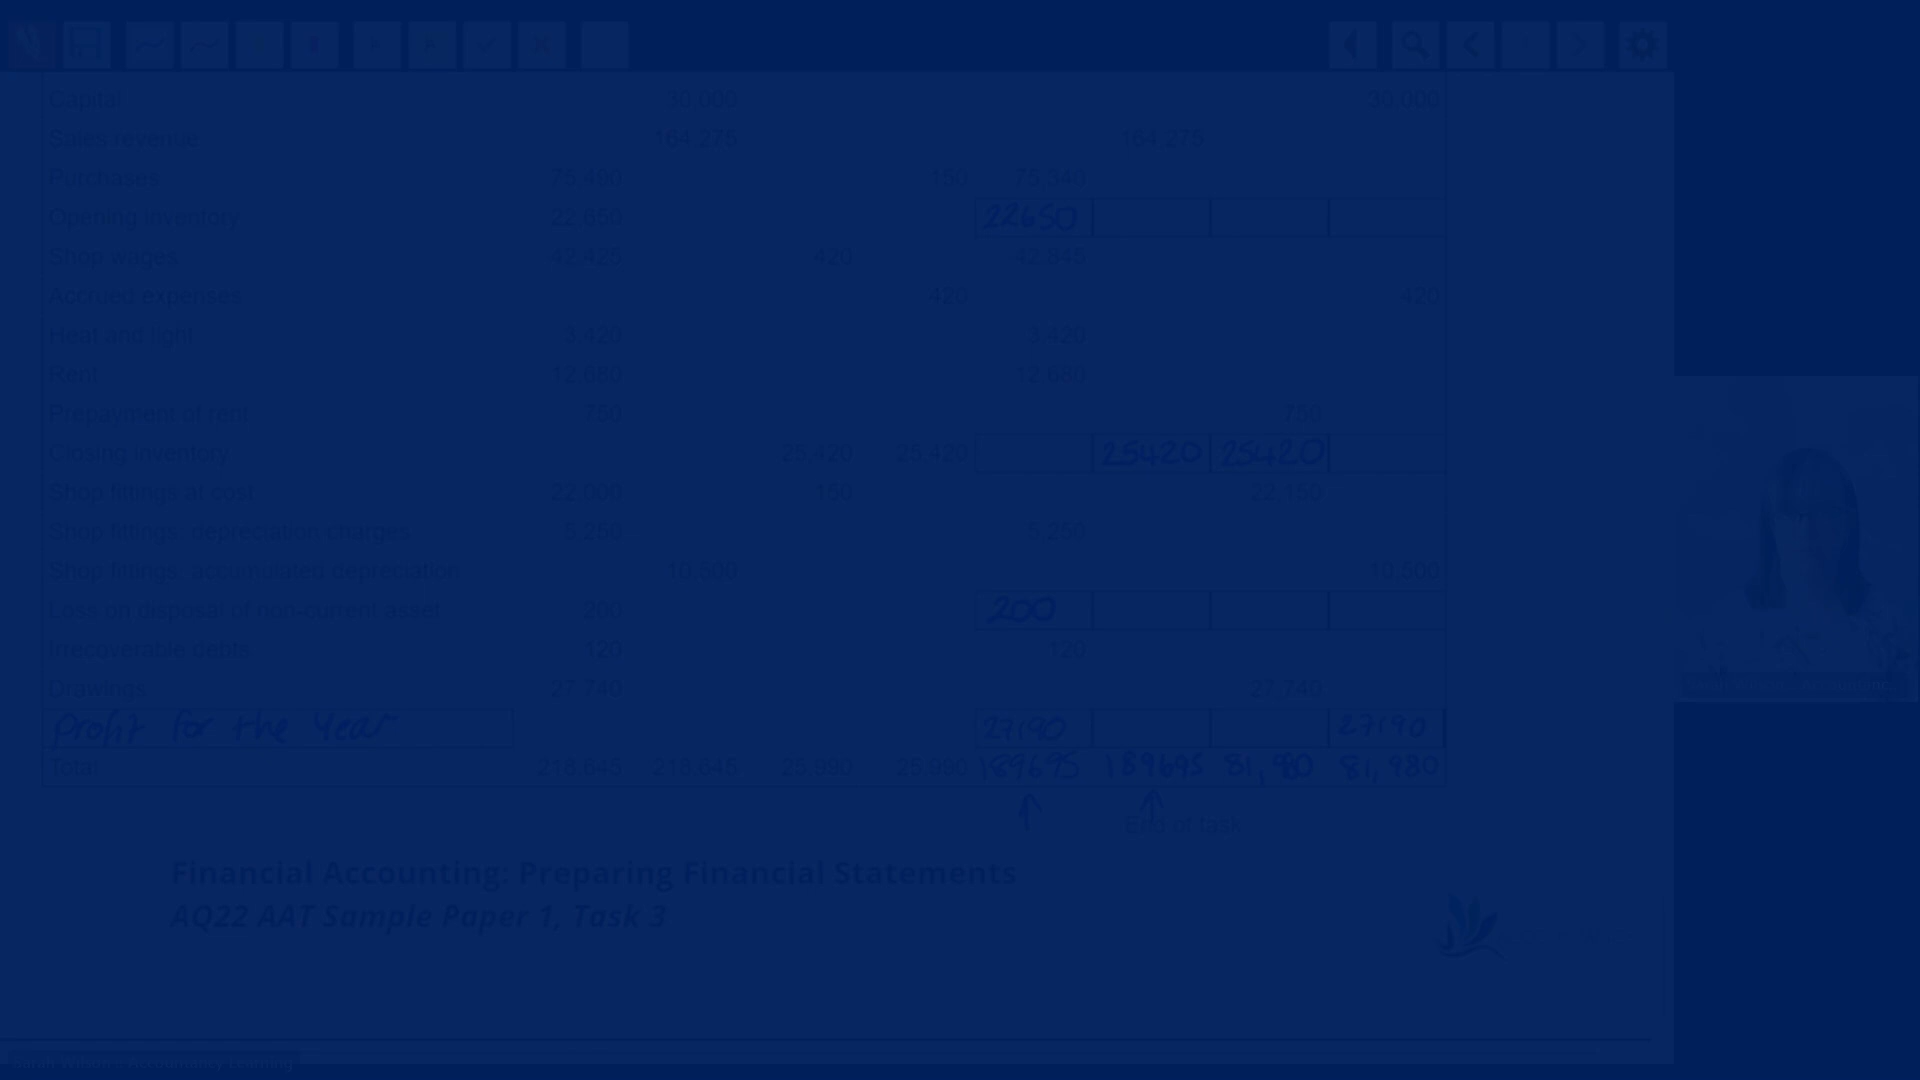 Capital 30,000 30,000
Sales revenue 164,275 164,275
Purchases 75,490 150 75,340
Opening inventory 22,650 22650
Shop wages 42,425 420 42,845
Accrued expenses 420 420
Heat and light 3,420 3,420
Rent 12,680 12,680
Prepayment of rent 750 750
Closing inventory 25,420 25,420 25420 25420
Shop fittings at cost 22,000 150 22,150
Shop fittings: depreciation charges 5,250 5,250
Shop fittings: accumulated depreciation 10,500 10,500
Loss on disposal of non-current asset 200 200
Irrecoverable debts 120 120
Drawings 27,740 27,740
Profit for the Year 27190 27190
Total 218,645 218,645 25,990 25,990 189695 189695 81,980
End of task
Financial Accounting: Preparing Financial Statements
AQ22 AAT Sample Paper 1, Task 3
Accountancy Learning